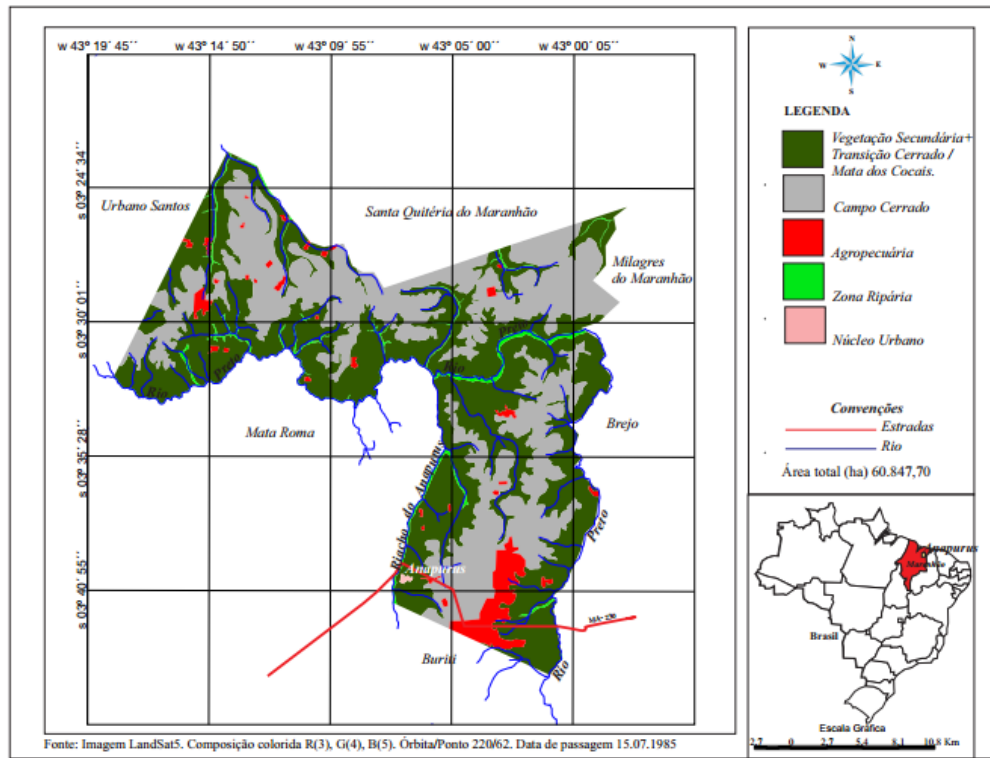 w 43º 19´ 45´´ w 43º 14´ 50´´ w 43º 09´ 55´´ w 43º 05´ 00´´ w 43º 00´ 05´´
s 03º 24´ 34´´
s 03º 30´ 01´´
s 03º 35´ 28´´
s 03º 40´ 55´´
Urbano Santos
Santa Quitéria do Maranhão
Milagres
do Maranhão
Preto
Rio
Rio
Preto
Mata Roma
Brejo
Riacho do Anapurus
Preto
Anapurus
MA- 230
Buriti
Rio
Fonte: Imagem LandSat5. Composição colorida R(3), G(4), B(5). Órbita/Ponto 220/62. Data de passagem 15.07.1985
N
W E
S
LEGENDA
Vegetação Secundária+
Transição Cerrado /
Mata dos Cocais.
Campo Cerrado
Agropecuária
Zona Ripária
Núcleo Urbano
Convenções
Estradas
Rio
Área total (ha) 60.847,70
Anapurus
Maranhão
Brasil
Escala Gráfica
2,7 0 2,7 5,4 8,1 10,8 Km